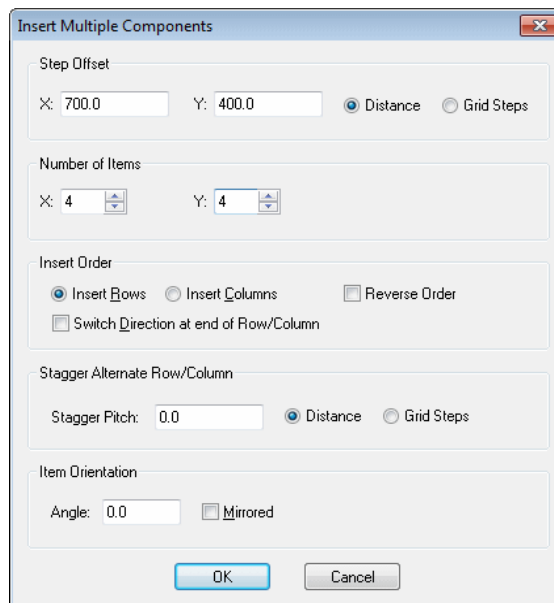 Insert Multiple Components
Step Offset
X: 700.0 Y: 400.0 Distance Grid Steps
Number of Items
X: 4 Y: 4
Insert Order
Insert Rows Insert Columns Reverse Order
Switch Direction at end of Row/Column
Stagger Alternate Row/Column
Stagger Pitch: 0.0 Distance Grid Steps
Item Orientation
Angle: 0.0 Mirrored
OK Cancel